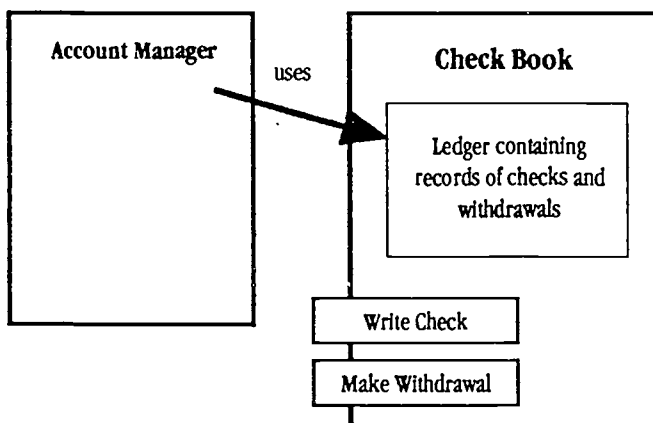 Account Manager
uses
Check Book
Ledger containing
records of checks and
withdrawals
Write Check
Make Withdrawal